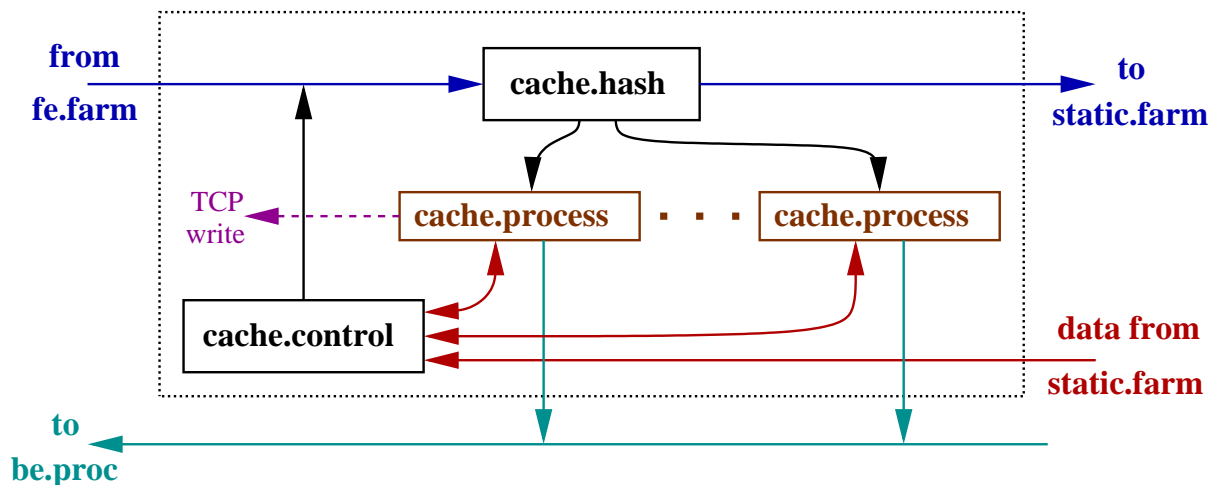 from
fe.farm
cache.hash
to
static.farm
TCP
write
cache.process
cache.process
cache.control
data from
static.farm
to
be.proc